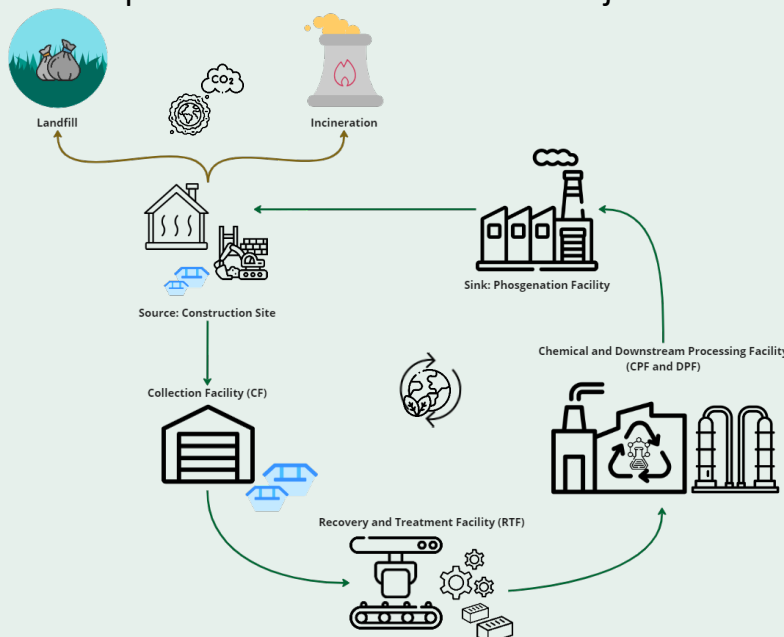 CO₂
Landfill
Incineration
Sink: Phosgenation Facility
Source: Construction Site
Chemical and Downstream Processing Facility
(CPF and DPF)
Collection Facility (CF)
Recovery and Treatment Facility (RTF)